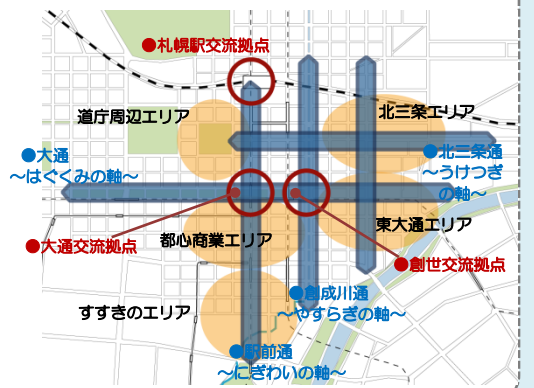 ●札幌駅交流拠点
道庁周辺エリア
北三条エリア
●大通
～はぐくみの軸～
●北三条通
～うけつぎ
の軸～
東大通エリア
都心商業エリア
●大通交流拠点
●創世交流拠点
●創成川通
～やすらぎの軸～
すすきのエリア
●駅前通
～にぎわいの軸～